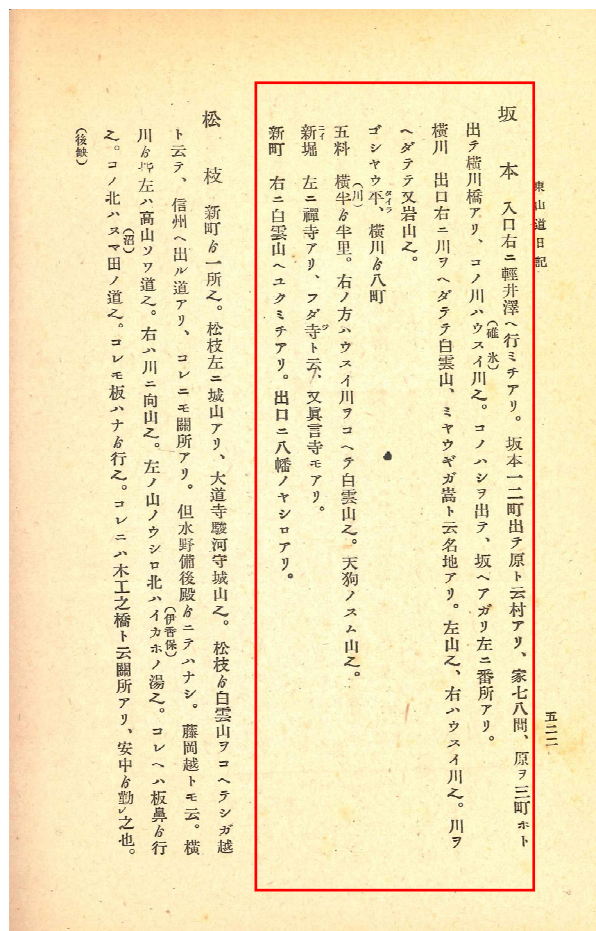 東山道日記
五二二
坂本　入口右ニ輕井澤ヘ行ミチアリ。坂本一二町出テ原ト云村アリ、家七八間、原ヲ三町ホト
出テ横川橋アリ、コノ川ハウスイ(碓氷)川之。コノハシヲ出テ、坂ヘアガリ左ニ番所アリ。
横川　出口右ニ川ヲヘダテテ白雲山、ミヤウギガ嵩ト云名地アリ。左山之、右ハウスイ川之。川ヲ
ヘダテテ又岩山之。
ゴシヤウ平タイラ、横川ゟ八町
五料　横半(川)ゟ半里。右ノ方ハウスイ川ヲコヘテ白雲山之。天狗ノスム山之。
新堀　左ニ禪寺アリ、フダ寺ト云、又眞言寺モアリ。
新町　右ニ白雲山ヘユクミチアリ。出口ニ八幡ノヤシロアリ。
松枝　新町ゟ一所之。松枝左ニ城山アリ、大道寺駿河守城山之。松枝ゟ白雲山ヲコヘテシガ越
ト云テ、信州ヘ出ル道アリ、コレニモ關所アリ。但水野備後殿ゟニテハナシ。藤岡越トモ云。横
川ゟ左ハ高山ソワ道之。右ハ川ニ向山之。左ノ山ノウシロ北ハイカホ(伊香保)ノ湯之。コレヘハ板鼻ゟ行
之。コノ北ハヌマ(沼)田ノ道之。コレモ板ハナゟ行之。コレニハ木工之橋ト云關所アリ、安中ゟ勤レ之也。
(後缺)